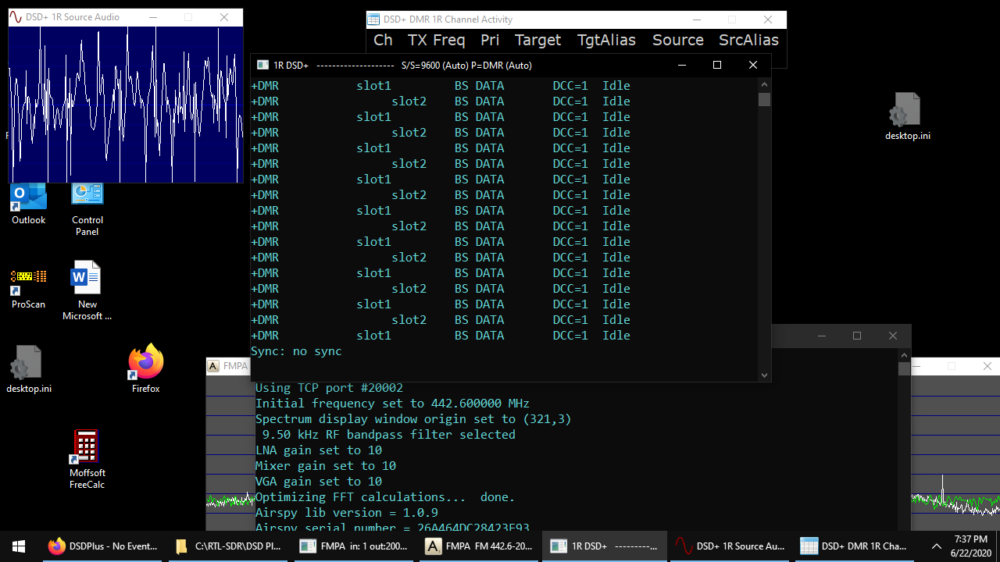 DSD+ 1R Source Audio
DSD+ DMR 1R Channel Activity
Ch TX Freq Pri Target TgtAlias Source SrcAlias
1R DSD+ -------------------- S/S=9600 (Auto) P=DMR (Auto)
+DMR slot1 BS DATA DCC=1 Idle
+DMR slot2 BS DATA DCC=1 Idle
+DMR slot1 BS DATA DCC=1 Idle
+DMR slot2 BS DATA DCC=1 Idle
+DMR slot1 BS DATA DCC=1 Idle
+DMR slot2 BS DATA DCC=1 Idle
+DMR slot1 BS DATA DCC=1 Idle
+DMR slot2 BS DATA DCC=1 Idle
+DMR slot1 BS DATA DCC=1 Idle
+DMR slot2 BS DATA DCC=1 Idle
+DMR slot1 BS DATA DCC=1 Idle
+DMR slot2 BS DATA DCC=1 Idle
+DMR slot1 BS DATA DCC=1 Idle
+DMR slot2 BS DATA DCC=1 Idle
+DMR slot1 BS DATA DCC=1 Idle
+DMR slot2 BS DATA DCC=1 Idle
+DMR slot1 BS DATA DCC=1 Idle
Sync: no sync
desktop.ini
Outlook
Control
Panel
ProScan
New
Microsoft ...
desktop.ini
Firefox
Moffsoft
FreeCalc
FMPA
Using TCP port #20002
Initial frequency set to 442.600000 MHz
Spectrum display window origin set to (321,3)
9.50 kHz RF bandpass filter selected
LNA gain set to 10
Mixer gain set to 10
VGA gain set to 10
Optimizing FFT calculations... done.
Airspy lib version = 1.0.9
Airspy serial number = 26A464DC28423E93
DSDPlus - No Event...
C:\RTL-SDR\DSD Pl...
FMPA in: 1 out:200...
FMPA FM 442.6-20...
1R DSD+ ----------...
DSD+ 1R Source Au...
DSD+ DMR 1R Cha...
7:37 PM
6/22/2020